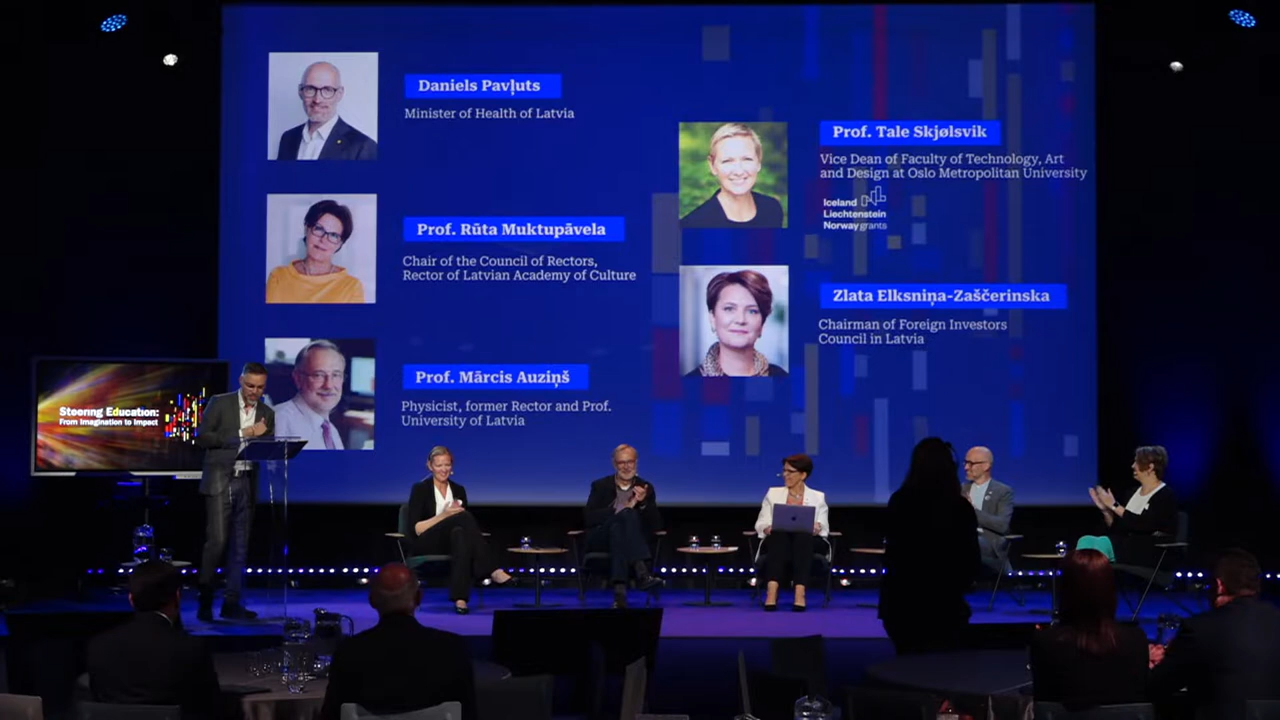 Daniels Pavļuts
Minister of Health of Latvia
Prof. Rūta Muktupāvela
Chair of the Council of Rectors,
Rector of Latvian Academy of Culture
Prof. Mārcis Auziņš
Physicist, former Rector and Prof.
University of Latvia
Prof. Tale Skjølsvik
Vice Dean of Faculty of Technology, Art
and Design at Oslo Metropolitan University
Iceland
Liechtenstein
Norway grants
Zlata Elksniņa-Zaščerinska
Chairman of Foreign Investors
Council in Latvia
Steering Education:
From Imagination to Impact